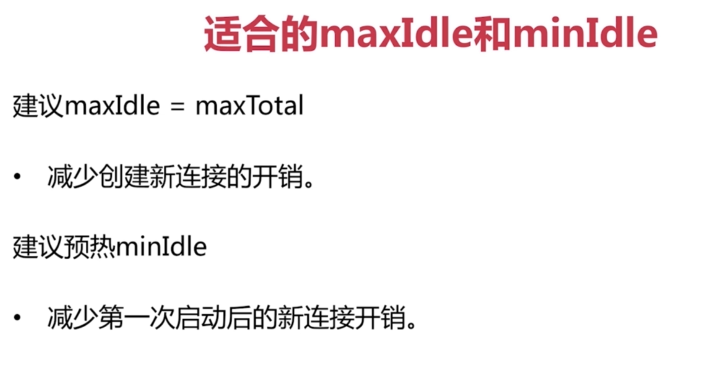 适合的maxIdle和minIdle
建议maxIdle = maxTotal
• 减少创建新连接的开销。
建议预热minIdle
• 减少第一次启动后的新连接开销。